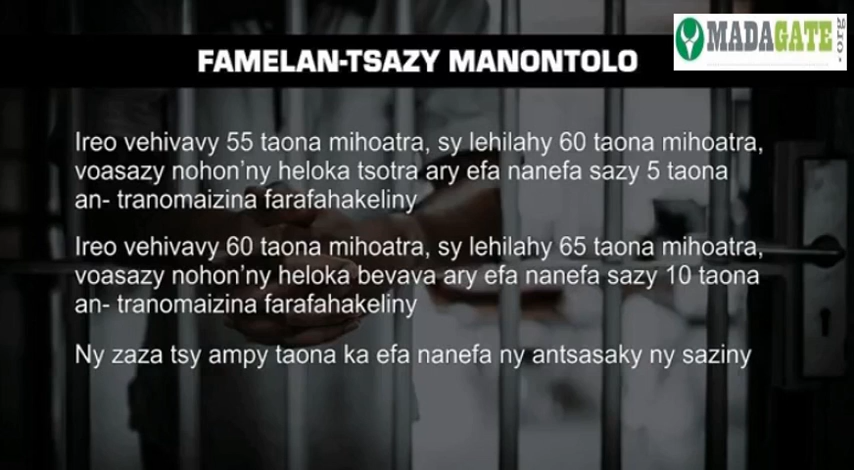 MADAGATE.org
FAMELAN-TSAZY MANONTOLO
Ireo vehivavy 55 taona mihoatra, sy lehilahy 60 taona mihoatra,
voasazy nohon'ny heloka tsotra ary efa nanefa sazy 5 taona
an- tranomaizina farafahakeliny
Ireo vehivavy 60 taona mihoatra, sy lehilahy 65 taona mihoatra,
voasazy nohon'ny heloka bevava ary efa nanefa sazy 10 taona
an- tranomaizina farafahakeliny
Ny zaza tsy ampy taona ka efa nanefa ny antsasaky ny saziny